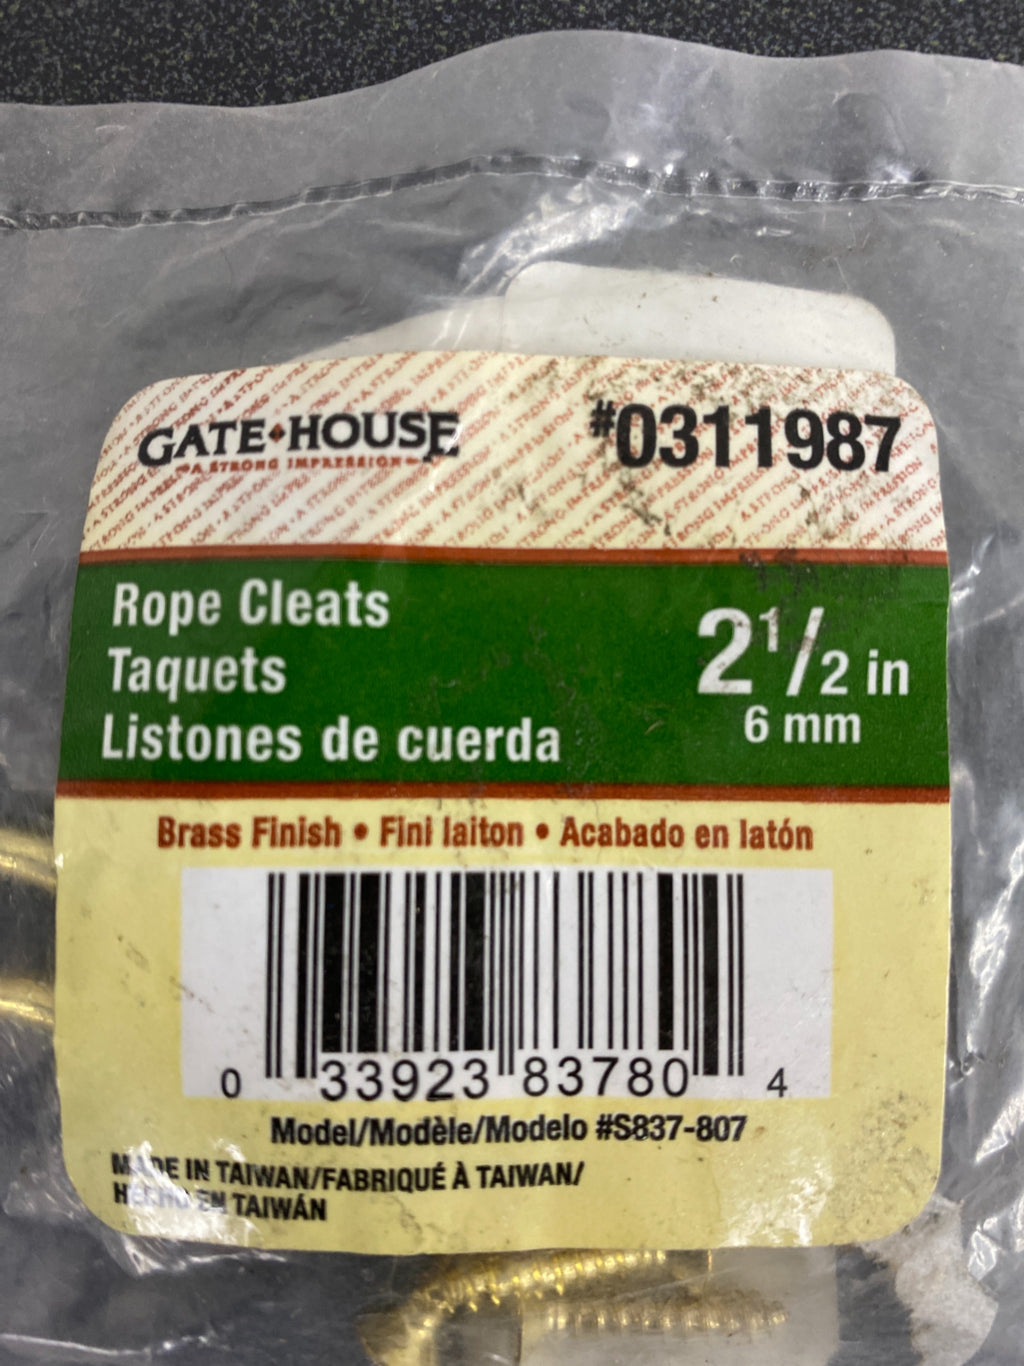 GATE HOUSE
A STRONG IMPRESSION
#0311987
Rope Cleats
Taquets
Listones de cuerda
2 1/2 in
6 mm
Brass Finish • Fini laiton • Acabado en latón
0 33923 83780 4
Model/Modèle/Modelo #S837-807
MADE IN TAIWAN/FABRIQUÉ À TAIWAN/
HECHO EN TAIWÁN